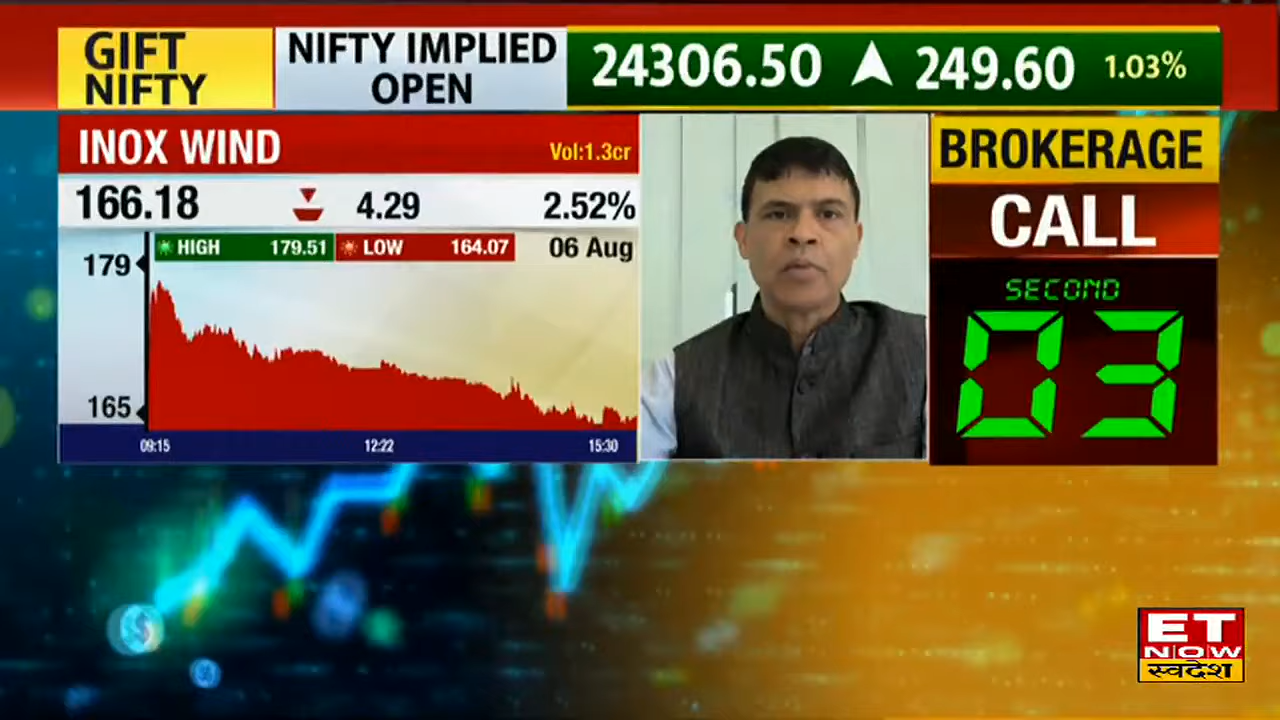 GIFT NIFTY
NIFTY IMPLIED OPEN
24306.50 249.60 1.03%
INOX WIND Vol:1.3cr
166.18 4.29 2.52%
HIGH 179.51 LOW 164.07 06 Aug
179
165
09:15 12:22 15:30
BROKERAGE
CALL
SECOND
03
ET
NOW
स्वदेश